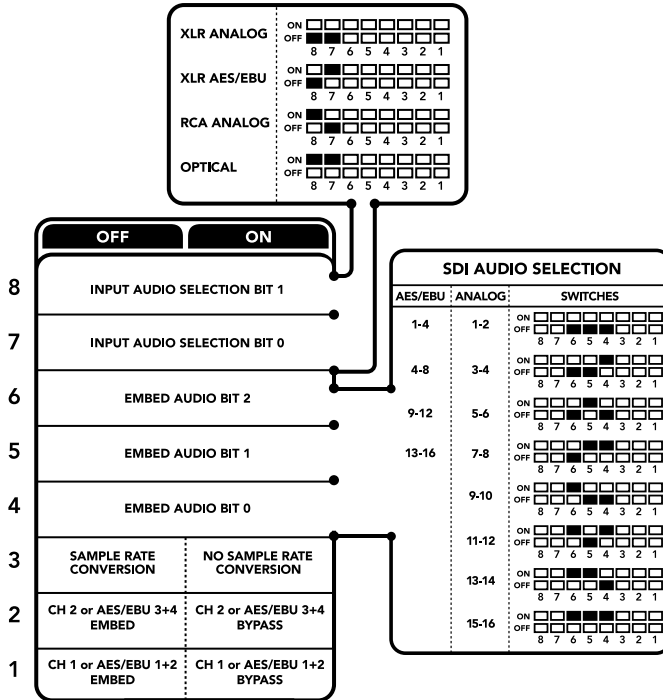 XLR ANALOG
ON
OFF
8 7 6 5 4 3 2 1
XLR AES/EBU
ON
OFF
8 7 6 5 4 3 2 1
RCA ANALOG
ON
OFF
8 7 6 5 4 3 2 1
OPTICAL
ON
OFF
8 7 6 5 4 3 2 1
OFF ON
8 INPUT AUDIO SELECTION BIT 1
7 INPUT AUDIO SELECTION BIT 0
6 EMBED AUDIO BIT 2
5 EMBED AUDIO BIT 1
4 EMBED AUDIO BIT 0
3 SAMPLE RATE CONVERSION NO SAMPLE RATE CONVERSION
2 CH 2 or AES/EBU 3+4 EMBED CH 2 or AES/EBU 3+4 BYPASS
1 CH 1 or AES/EBU 1+2 EMBED CH 1 or AES/EBU 1+2 BYPASS
SDI AUDIO SELECTION
AES/EBU ANALOG SWITCHES
1-4 1-2 ON
OFF
8 7 6 5 4 3 2 1
4-8 3-4 ON
OFF
8 7 6 5 4 3 2 1
9-12 5-6 ON
OFF
8 7 6 5 4 3 2 1
13-16 7-8 ON
OFF
8 7 6 5 4 3 2 1
9-10 ON
OFF
8 7 6 5 4 3 2 1
11-12 ON
OFF
8 7 6 5 4 3 2 1
13-14 ON
OFF
8 7 6 5 4 3 2 1
15-16 ON
OFF
8 7 6 5 4 3 2 1